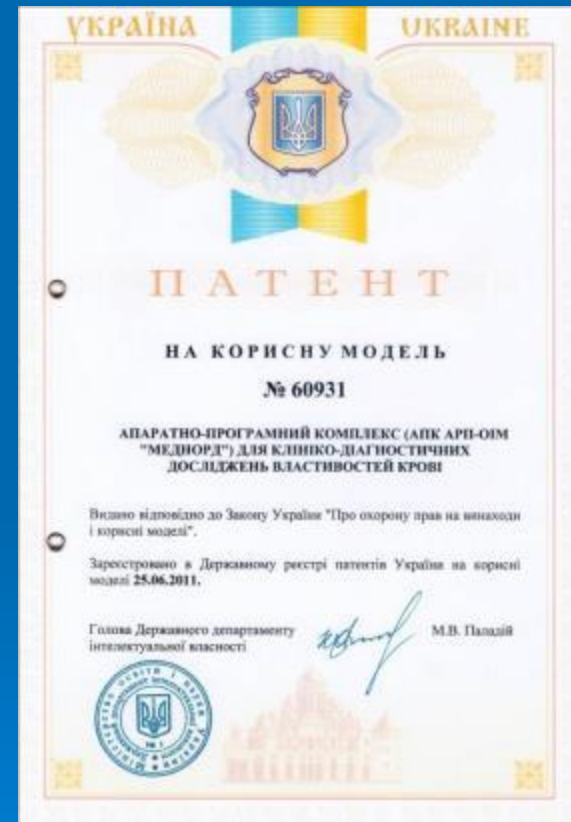 УКРАЇНА UKRAINE
ПАТЕНТ
НА КОРИСНУ МОДЕЛЬ
№ 60931
АПАРАТНО-ПРОГРАМНИЙ КОМПЛЕКС (АПК АРП-ОІМ
"МЕДНОРД") ДЛЯ КЛІНІКО-ДІАГНОСТИЧНИХ
ДОСЛІДЖЕНЬ ВЛАСТИВОСТЕЙ КРОВІ
Видано відповідно до Закону України "Про охорону прав на винаходи
і корисні моделі".
Зареєстровано в Державному реєстрі патентів України на корисні
моделі 25.06.2011.
Голова Державного департаменту
інтелектуальної власності
М.В. Паладій